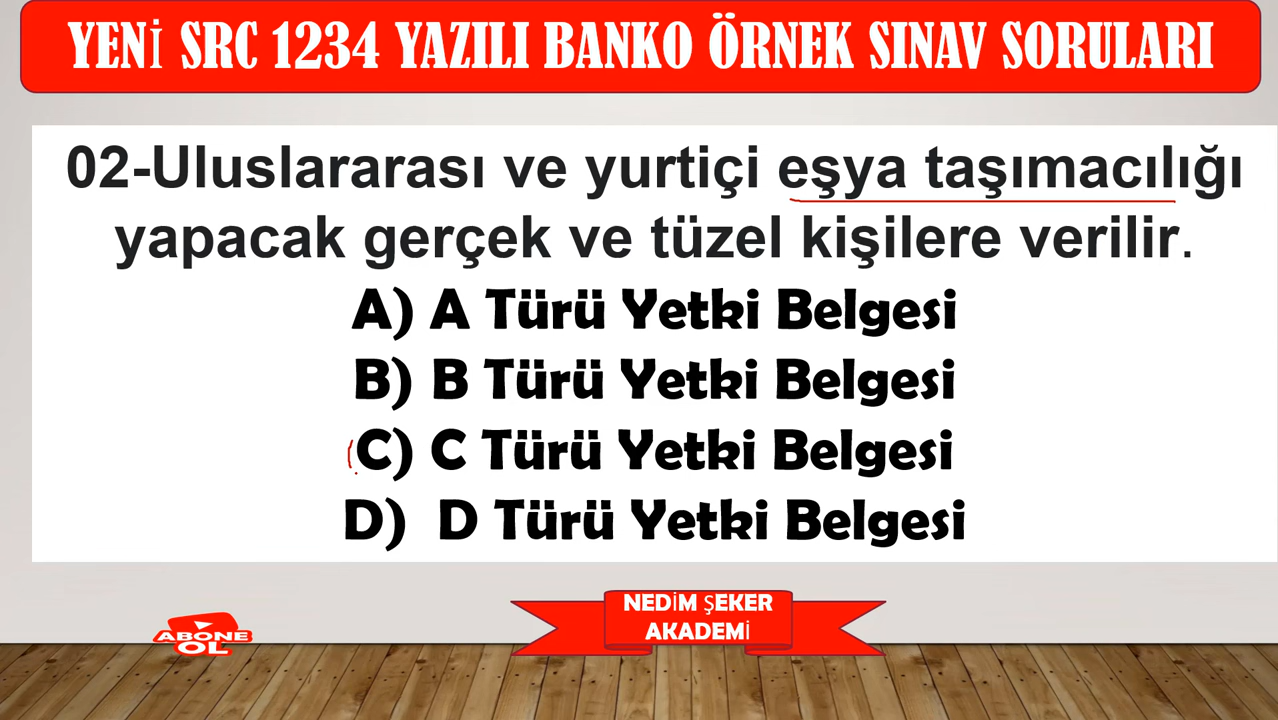 YENİ SRC 1234 YAZILI BANKO ÖRNEK SINAV SORULARI
02-Uluslararası ve yurtiçi eşya taşımacılığı
yapacak gerçek ve tüzel kişilere verilir.
A) A Türü Yetki Belgesi
B) B Türü Yetki Belgesi
C) C Türü Yetki Belgesi
D) D Türü Yetki Belgesi
NEDİM ŞEKER
AKADEMİ
ABONE
OL